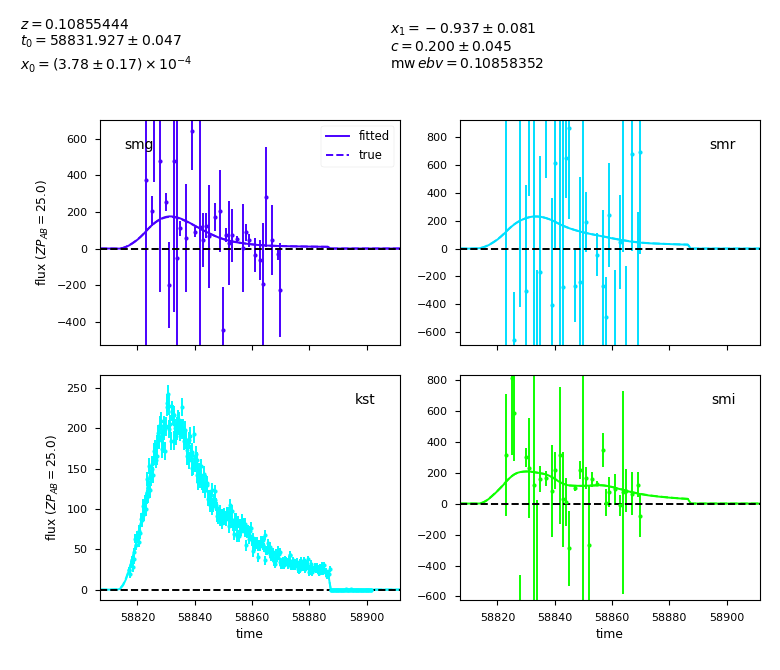 z = 0.10855444
t₀ = 58831.927 ± 0.047
x₀ = (3.78 ± 0.17) × 10⁻⁴
x₁ = −0.937 ± 0.081
c = 0.200 ± 0.045
mw ebv = 0.10858352
smg
fitted
true
600
400
200
0
−200
−400
flux (ZP_AB = 25.0)
smr
800
600
400
200
0
−200
−400
−600
kst
250
200
150
100
50
0
flux (ZP_AB = 25.0)
58820 58840 58860 58880 58900
time
smi
800
600
400
200
0
−200
−400
−600
58820 58840 58860 58880 58900
time